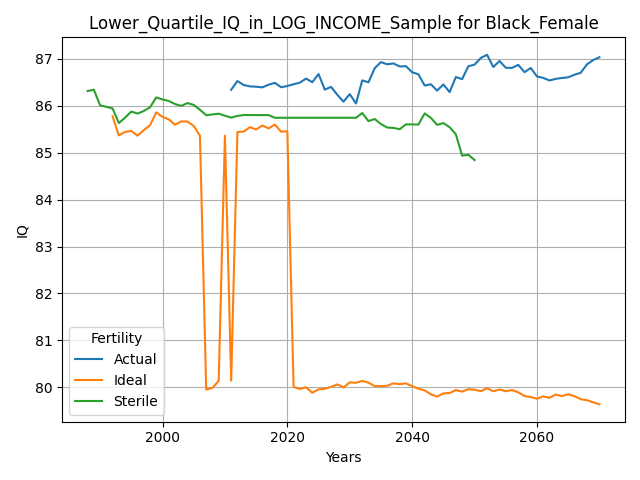 Lower_Quartile_IQ_in_LOG_INCOME_Sample for Black_Female
87
86
85
84
83
82
81
80
IQ
Fertility
Actual
Ideal
Sterile
2000
2020
2040
2060
Years